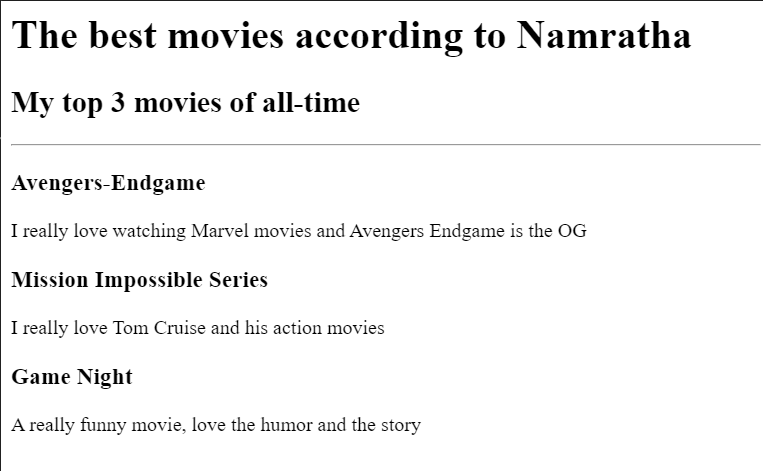 The best movies according to Namratha
My top 3 movies of all-time
Avengers-Endgame
I really love watching Marvel movies and Avengers Endgame is the OG
Mission Impossible Series
I really love Tom Cruise and his action movies
Game Night
A really funny movie, love the humor and the story